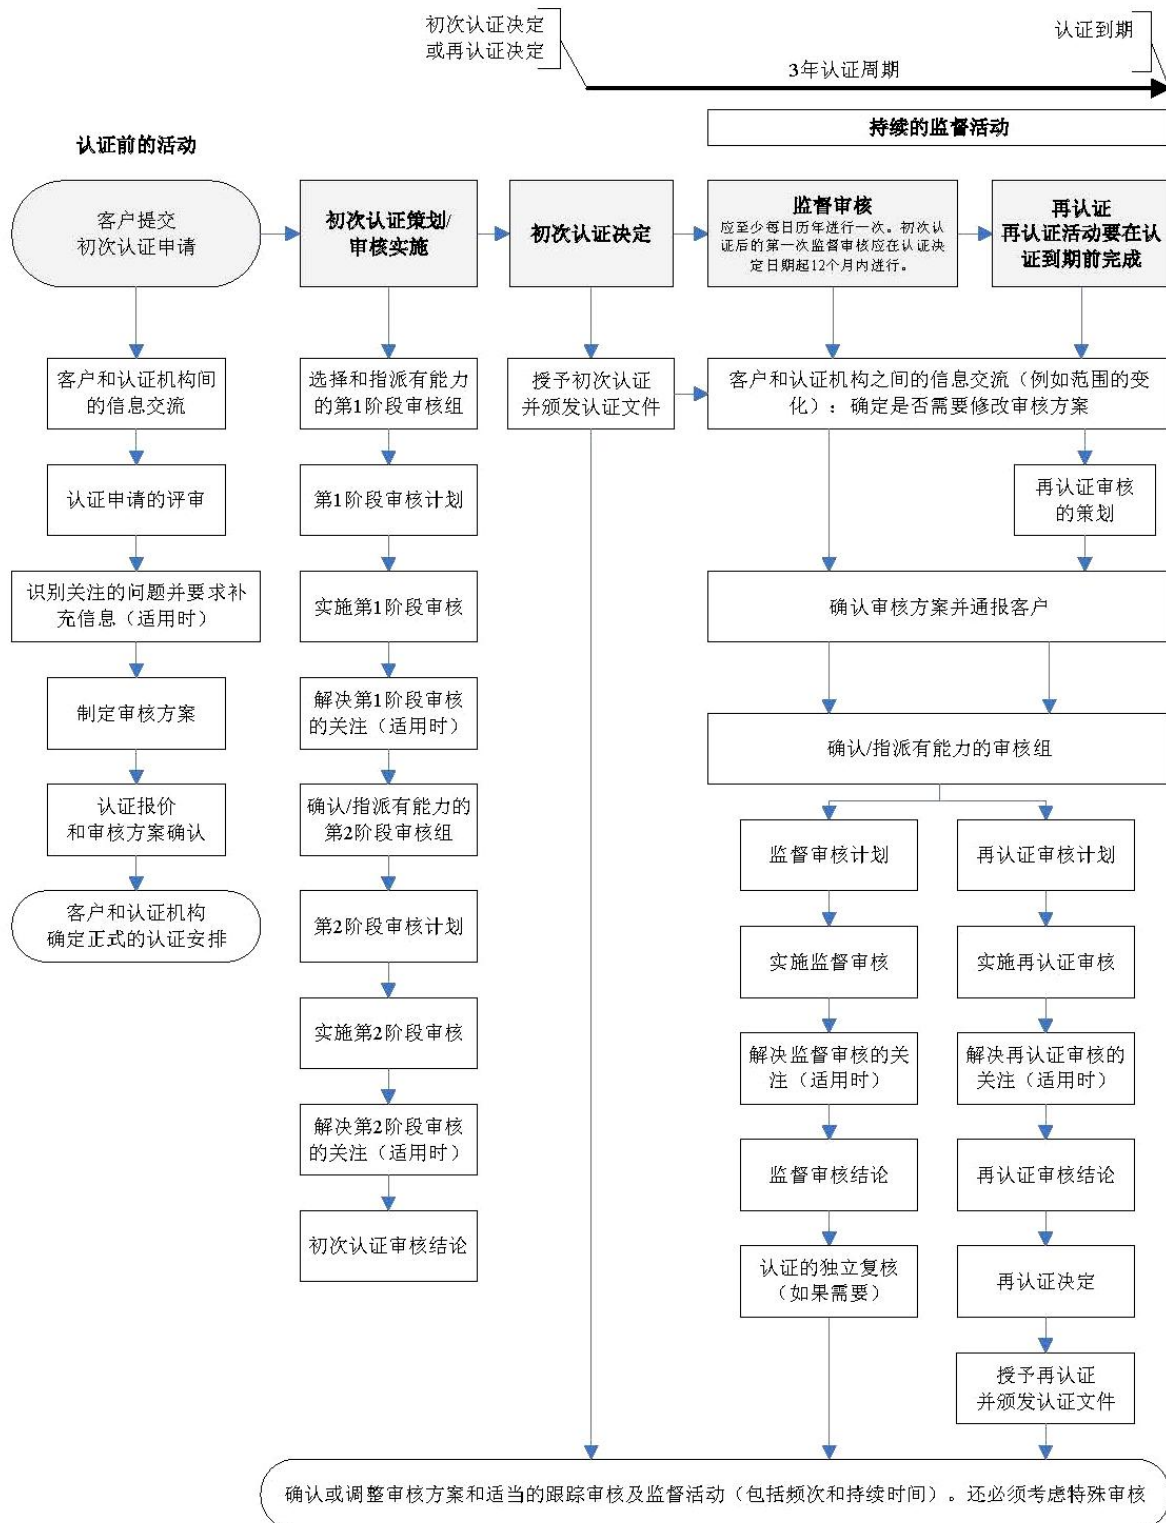 初次认证决定
或再认证决定
认证到期
3年认证周期
持续的监督活动
认证前的活动
客户提交
初次认证申请
初次认证策划/
审核实施
初次认证决定
监督审核
应至少每日历年进行一次。初次认
证后的第一次监督审核应在认证决
定日期起12个月内进行。
再认证
再认证活动要在认
证到期前完成
客户和认证机构间
的信息交流
选择和指派有能力
的第1阶段审核组
授予初次认证
并颁发认证文件
客户和认证机构之间的信息交流（例如范围的变
化）：确定是否需要修改审核方案
认证申请的评审
第1阶段审核计划
再认证审核
的策划
识别关注的问题并要求补
充信息（适用时）
实施第1阶段审核
确认审核方案并通报客户
制定审核方案
解决第1阶段审核
的关注（适用时）
确认/指派有能力的审核组
认证报价
和审核方案确认
确认/指派有能力的
第2阶段审核组
监督审核计划
再认证审核计划
客户和认证机构
确定正式的认证安排
第2阶段审核计划
实施监督审核
实施再认证审核
实施第2阶段审核
解决监督审核的关
注（适用时）
解决再认证审核的
关注（适用时）
解决第2阶段审核
的关注（适用时）
监督审核结论
再认证审核结论
初次认证审核结论
认证的独立复核
（如果需要）
再认证决定
授予再认证
并颁发认证文件
确认或调整审核方案和适当的跟踪审核及监督活动（包括频次和持续时间）。还必须考虑特殊审核